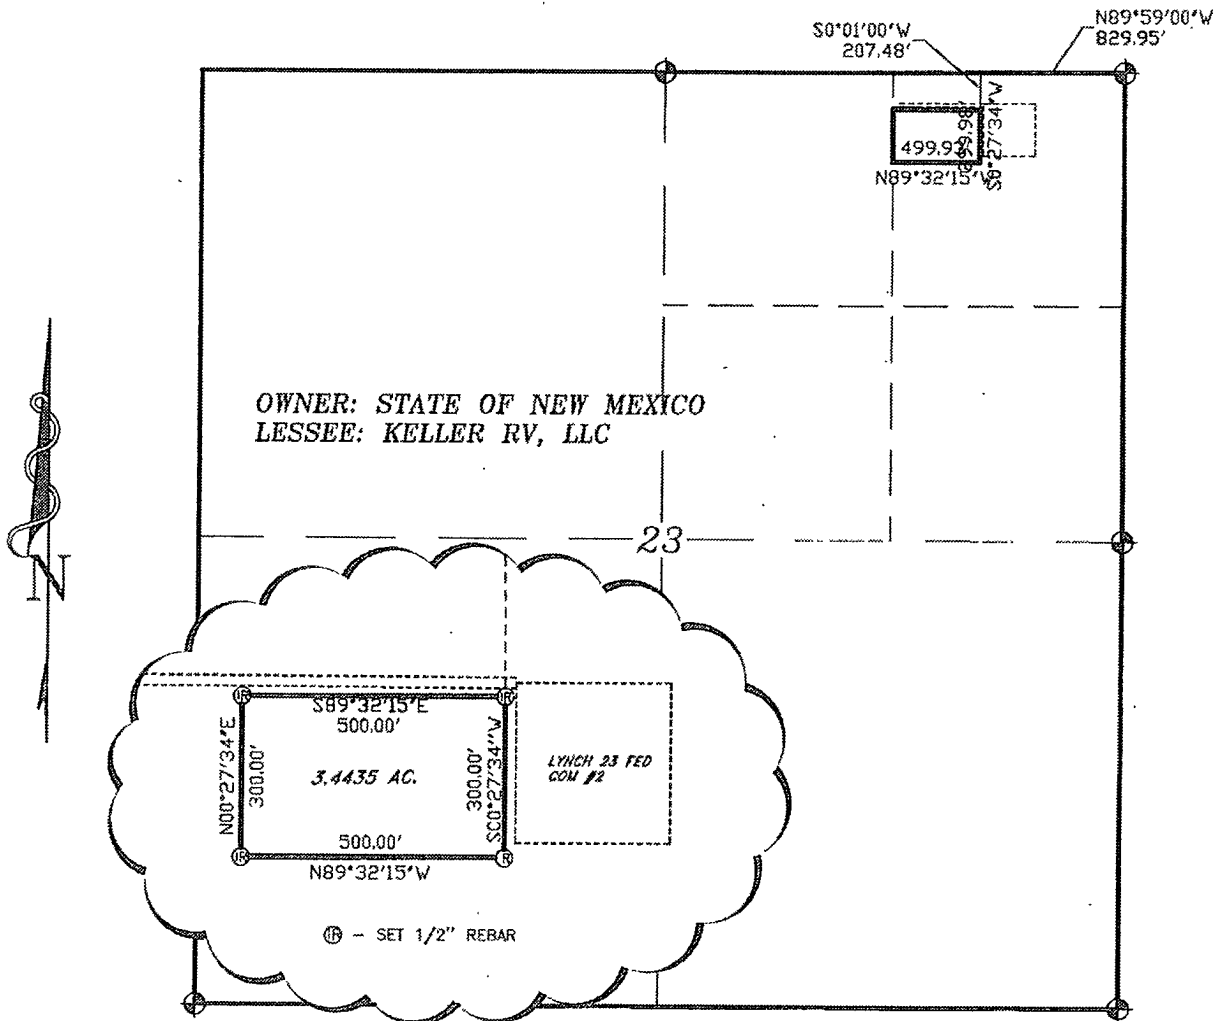 N89°59'00"W
829.95'
S0°01'00"W
207.48'
499.93
S0°27'34"W
N89°32'15"W
OWNER: STATE OF NEW MEXICO
LESSEE: KELLER RV, LLC
23
N
S89°32'15"E
500.00'
N00°27'34"E
300.00'
3.4435 AC.
300.00'
S00°27'34"W
LYNCH 23 FED
COM #2
500.00'
N89°32'15"W
IR - SET 1/2" REBAR